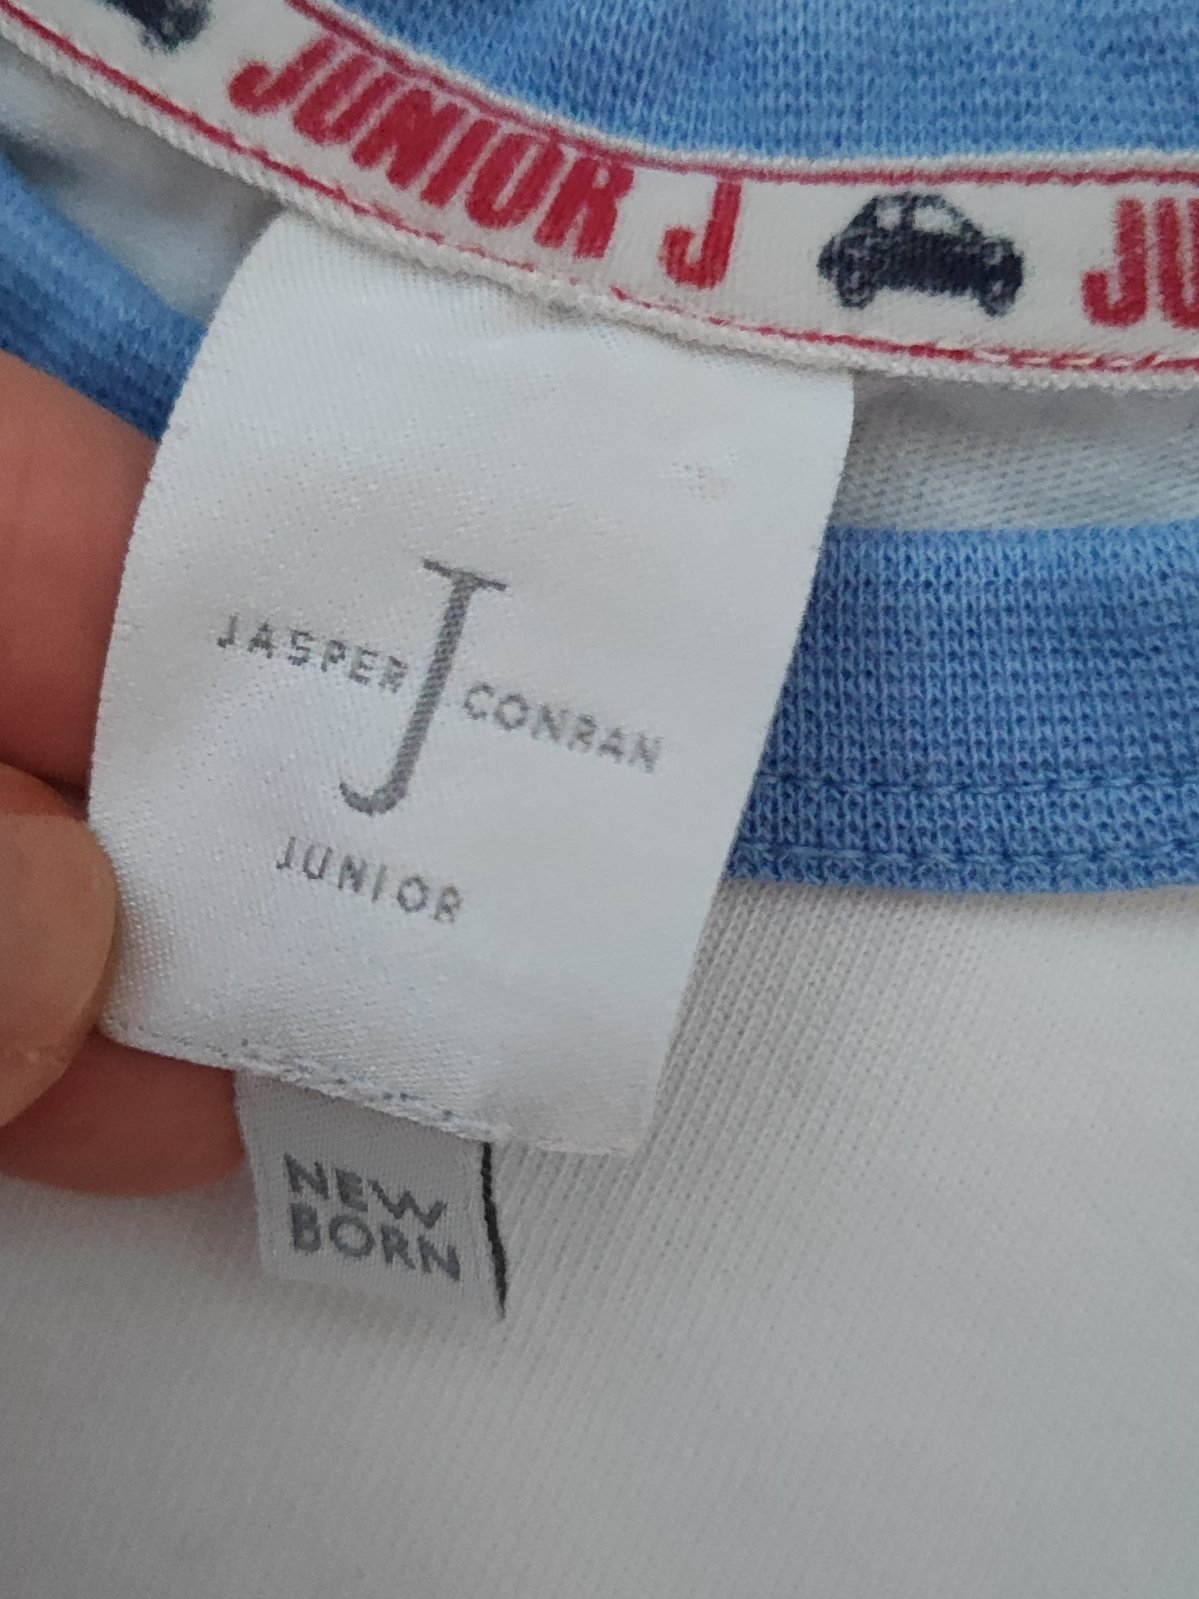 JUNIOR J JU
JASPER J CONRAN
JUNIOR
NEW
BORN